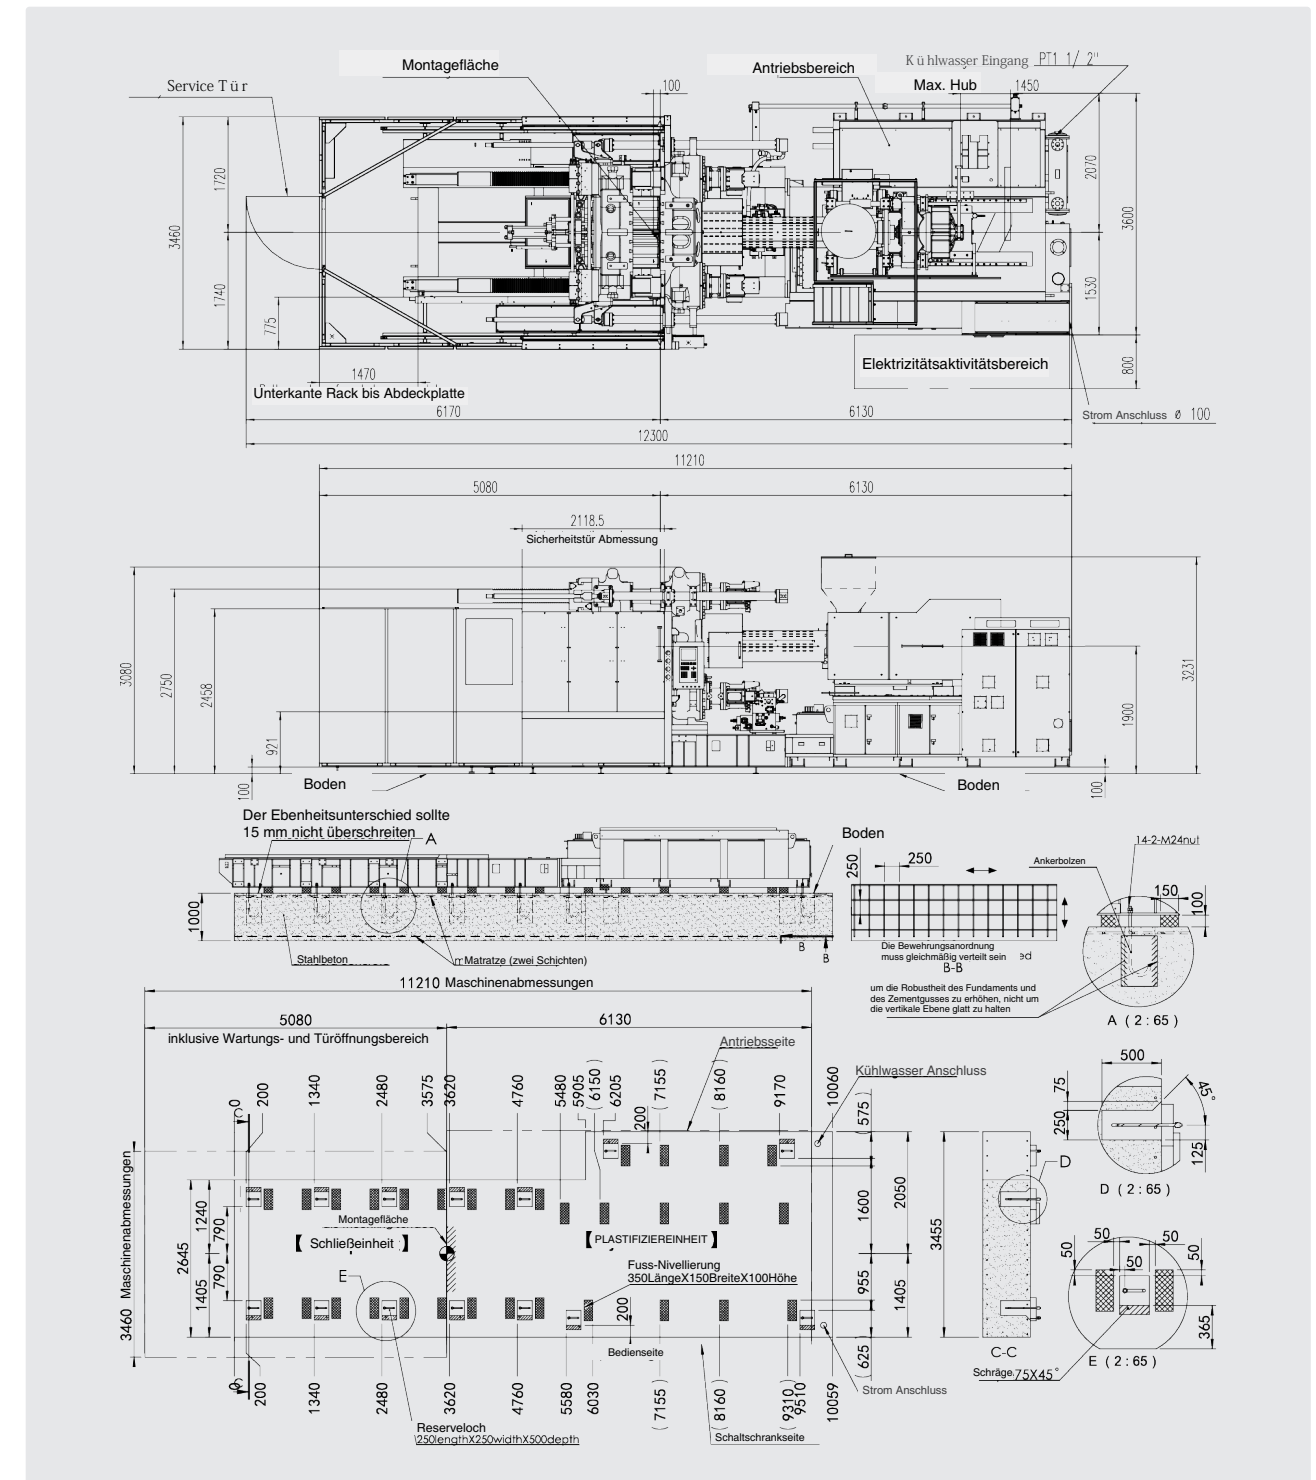 Montagefläche
Antriebsbereich
Kühlwasser Eingang PT1 1/2"
Service Tür
100
Max. Hub
1450
1720
3460
1740
775
2070
3600
1530
800
1470
Elektrizitätsaktivitätsbereich
Unterkante Rack bis Abdeckplatte
6170
6130
Strom Anschluss Ø 100
12300
11210
5080
6130
2118.5
Sicherheitstür Abmessung
3080
2750
2458
921
100
3231
1900
100
Boden
Boden
Der Ebenheitsunterschied sollte
15 mm nicht überschreiten
A
Boden
14-2-M24nut
250
250
Ankerbolzen
150
100
1000
Die Bewehrungsanordnung
muss gleichmäßig verteilt sein
ed
B-B
B
B
Stahlbeton
Matratze (zwei Schichten)
um die Robustheit des Fundaments und
des Zementgusses zu erhöhen, nicht um
die vertikale Ebene glatt zu halten
A (2:65)
11210 Maschinenabmessungen
5080
6130
inklusive Wartungs- und Türöffnungsbereich
Antriebsseite
Kühlwasser Anschluss
0
C
200
1340
2480
3575
3620
4760
5480
5905
(6150)
6205
200
(7155)
(8160)
9170
10060
(575)
500
75
250
45°
125
D (2:65)
3460 Maschinenabmessungen
2645
1240
1405
790
790
Montagefläche
【 Schließeinheit 】
【 PLASTIFIZIEREINHEIT 】
E
Fuss-Nivellierung
350LängeX150BreiteX100Höhe
200
Bedienseite
1600
2050
955
1405
(625)
3455
D
C-C
50
50
50
50
50
365
Schräge 75X45°
E (2:65)
0
C
200
1340
2480
3620
4760
5580
6030
(7155)
(8160)
(9310)
9510
10059
Strom Anschluss
Reserveloch
250lengthX250widthX500depth
Schaltschrankseite